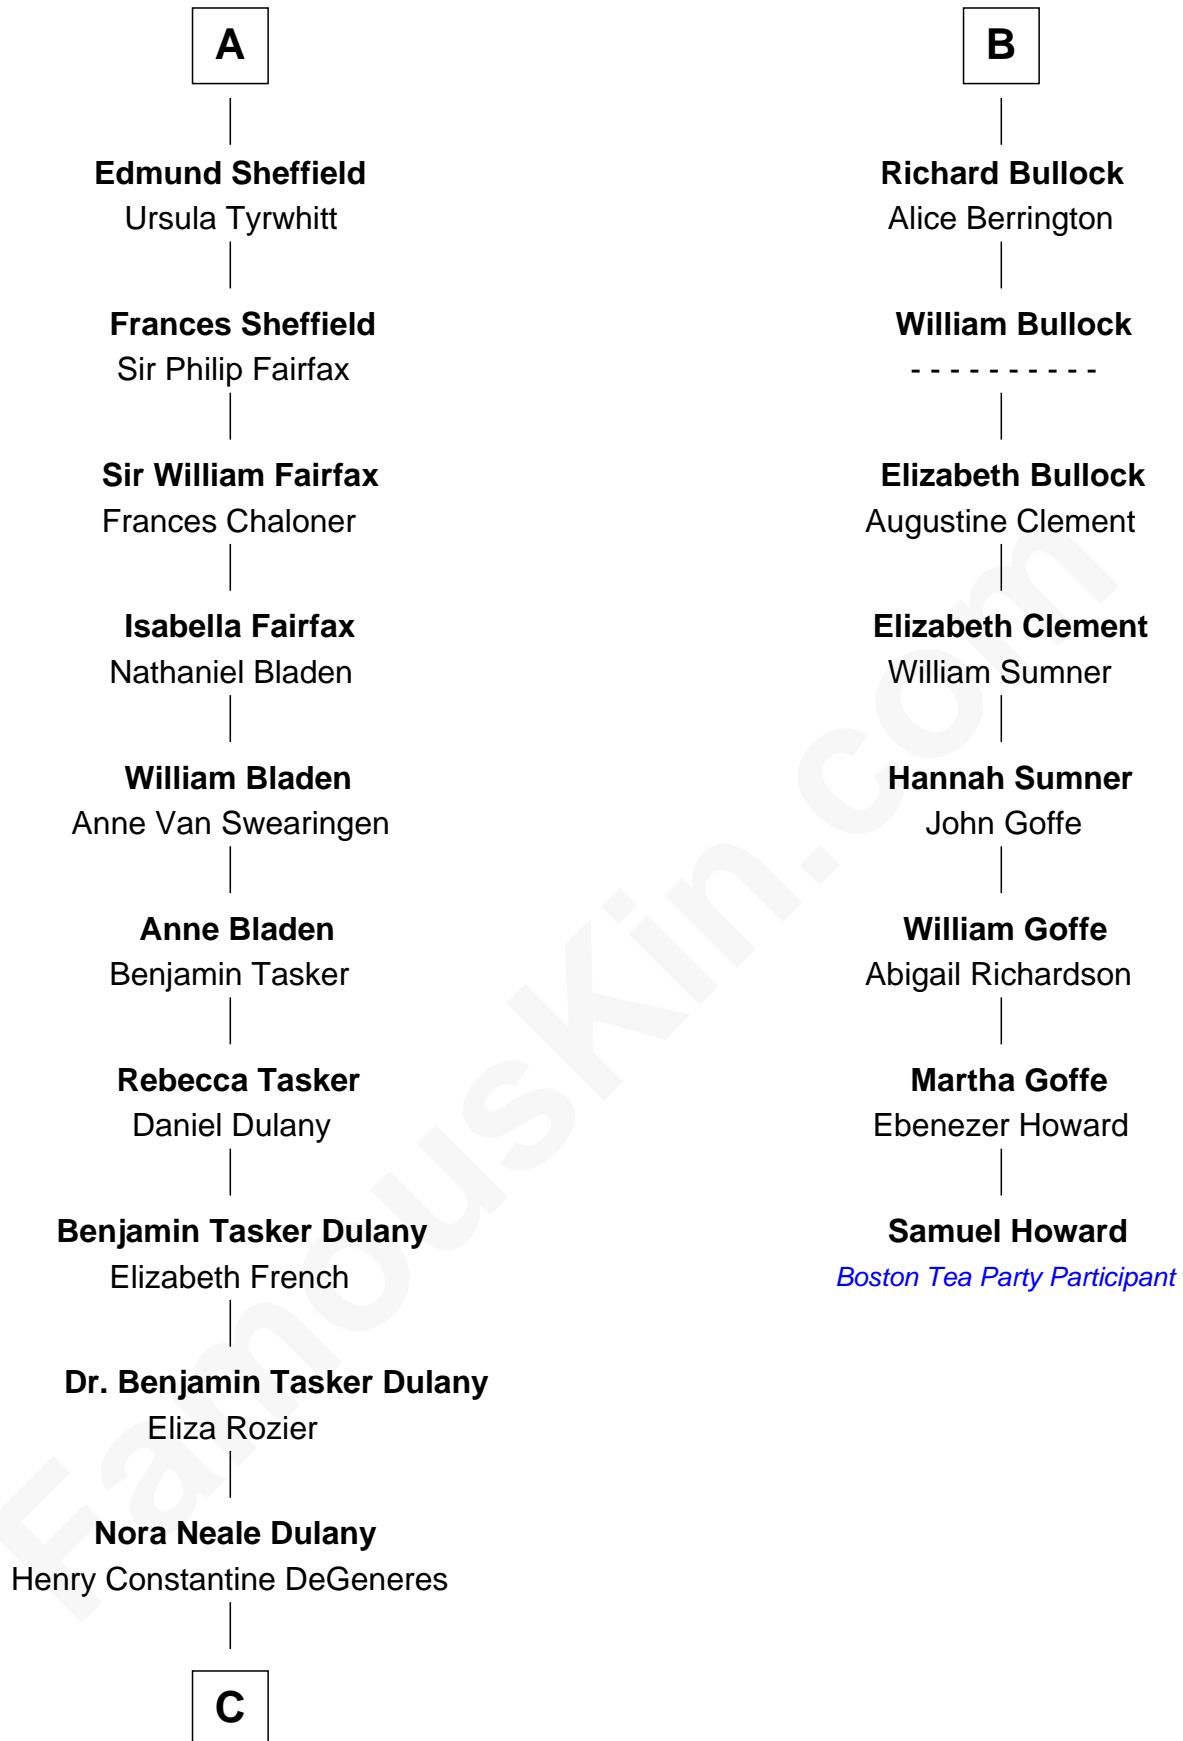 A
Edmund Sheffield
Ursula Tyrwhitt
Frances Sheffield
Sir Philip Fairfax
Sir William Fairfax
Frances Chaloner
Isabella Fairfax
Nathaniel Bladen
William Bladen
Anne Van Swearingen
Anne Bladen
Benjamin Tasker
Rebecca Tasker
Daniel Dulany
Benjamin Tasker Dulany
Elizabeth French
Dr. Benjamin Tasker Dulany
Eliza Rozier
Nora Neale Dulany
Henry Constantine DeGeneres
C
B
Richard Bullock
Alice Berrington
William Bullock
- - - - - - - - - -
Elizabeth Bullock
Augustine Clement
Elizabeth Clement
William Sumner
Hannah Sumner
John Goffe
William Goffe
Abigail Richardson
Martha Goffe
Ebenezer Howard
Samuel Howard
Boston Tea Party Participant
FamousKin.com